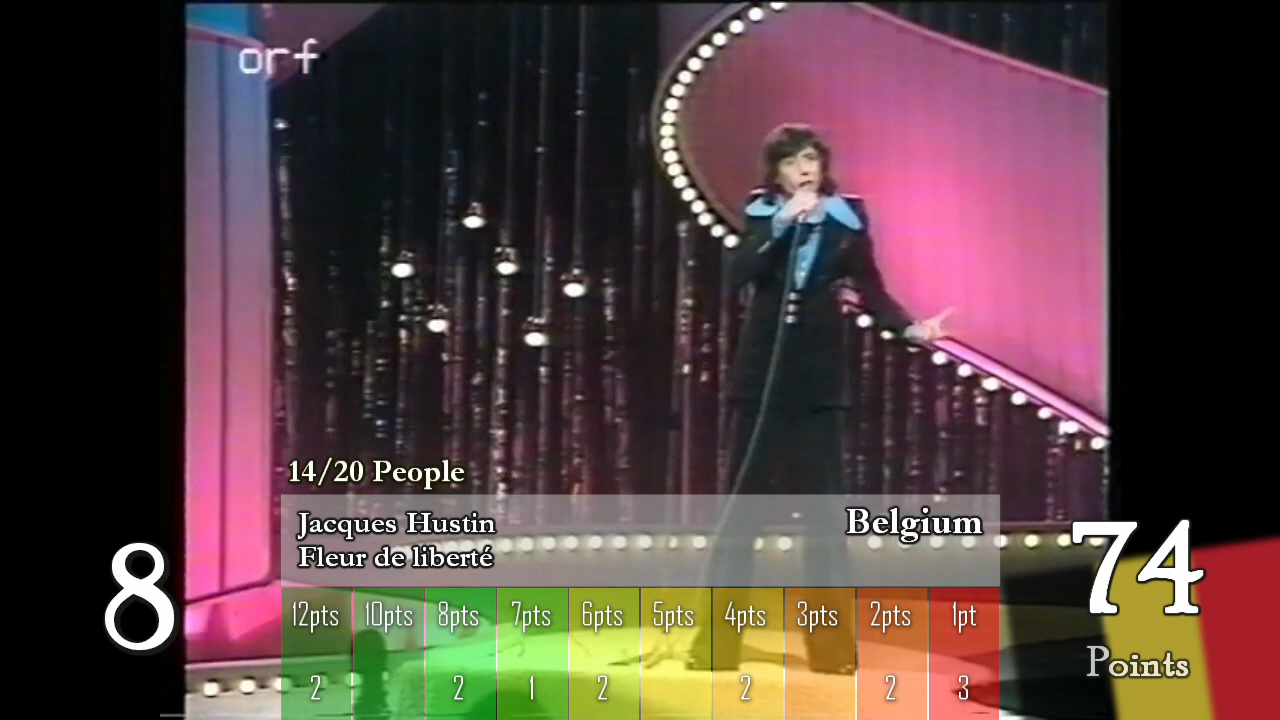 orf
14/20 People
Jacques Hustin
Belgium
Fleur de liberté
8
74
Points
12pts 10pts 8pts 7pts 6pts 5pts 4pts 3pts 2pts 1pt
2 2 1 2 2 2 3